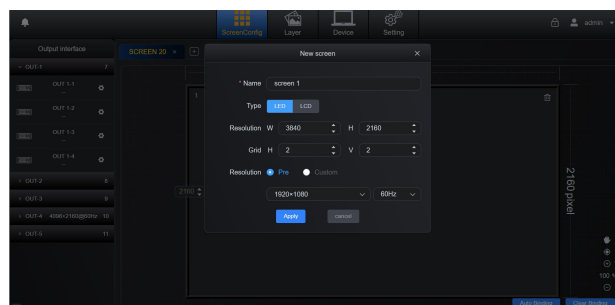 ScreenConfig
Layer
Device
Setting
admin
Output Interface
SCREEN 20 ×
OUT-1 7
OUT 1-1
--
OUT 1-2
--
OUT 1-3
--
OUT 1-4
--
OUT-2 8
OUT-3 9
OUT-4 4096×2160@60Hz 10
OUT-5 11
New screen
* Name screen 1
Type LED LCD
Resolution W 3840 H 2160
Grid H 2 V 2
Resolution Pre Custom
1920×1080 60Hz
Apply cancel
1
2160
2160 pixel
100
Auto Binding Clear Binding